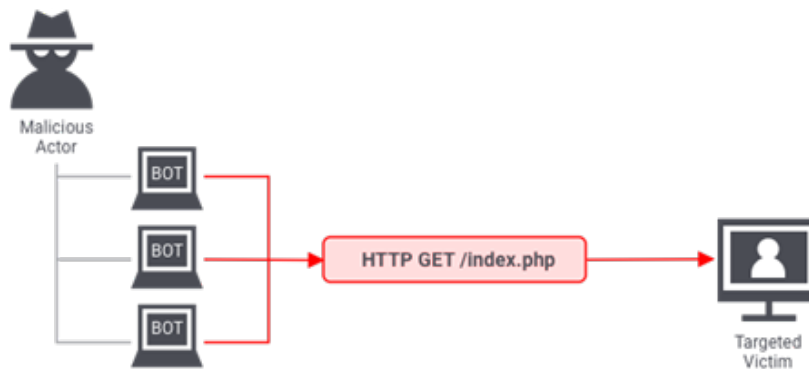 Malicious
Actor
BOT
BOT
BOT
HTTP GET /index.php
Targeted
Victim